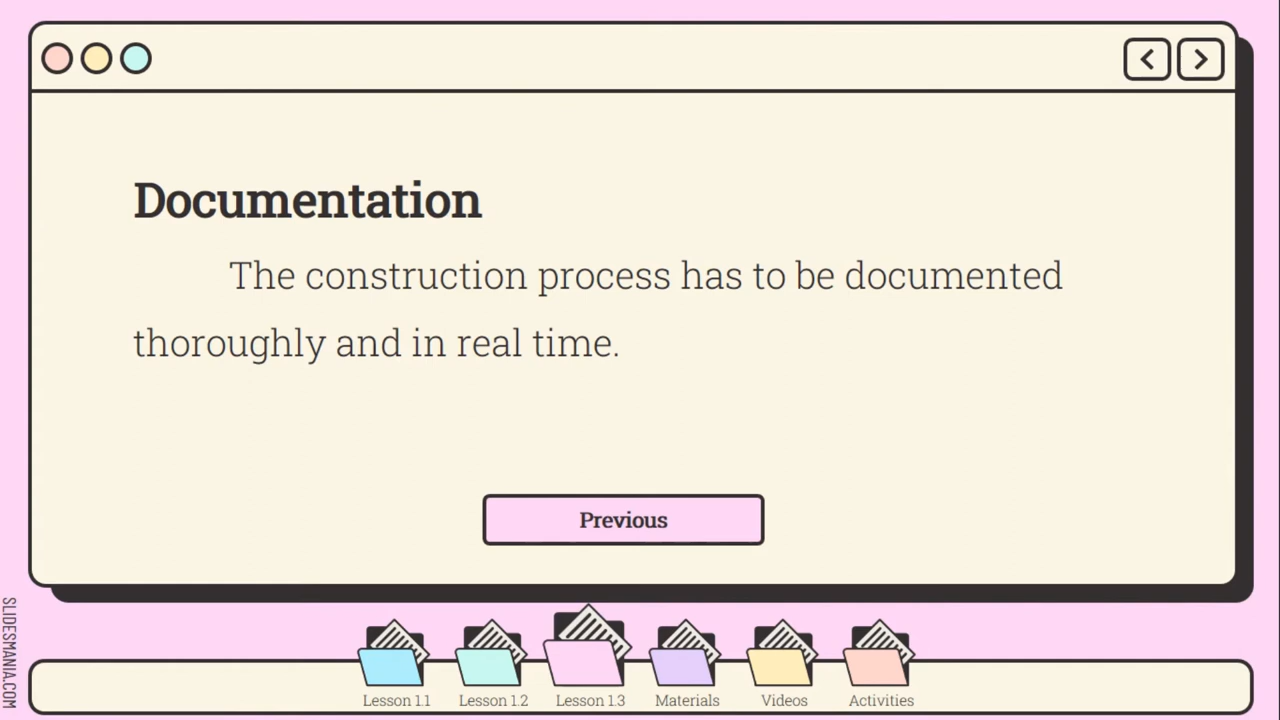 Documentation
The construction process has to be documented
thoroughly and in real time.
Previous
SLIDESMANIA.COM
Lesson 1.1
Lesson 1.2
Lesson 1.3
Materials
Videos
Activities